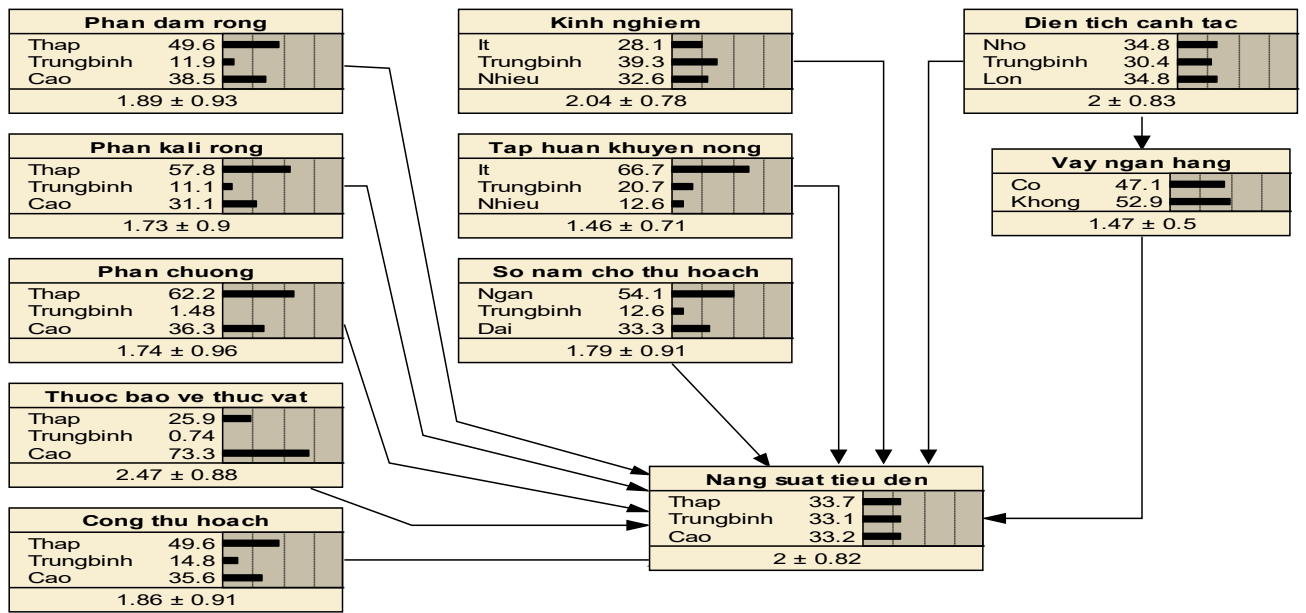 Phan dam rong
Thap 49.6
Trungbinh 11.9
Cao 38.5
1.89 ± 0.93
Phan kali rong
Thap 57.8
Trungbinh 11.1
Cao 31.1
1.73 ± 0.9
Phan chuong
Thap 62.2
Trungbinh 1.48
Cao 36.3
1.74 ± 0.96
Thuoc bao ve thuc vat
Thap 25.9
Trungbinh 0.74
Cao 73.3
2.47 ± 0.88
Cong thu hoach
Thap 49.6
Trungbinh 14.8
Cao 35.6
1.86 ± 0.91
Kinh nghiem
It 28.1
Trungbinh 39.3
Nhieu 32.6
2.04 ± 0.78
Tap huan khuyen nong
It 66.7
Trungbinh 20.7
Nhieu 12.6
1.46 ± 0.71
So nam cho thu hoach
Ngan 54.1
Trungbinh 12.6
Dai 33.3
1.79 ± 0.91
Dien tich canh tac
Nho 34.8
Trungbinh 30.4
Lon 34.8
2 ± 0.83
Vay ngan hang
Co 47.1
Khong 52.9
1.47 ± 0.5
Nang suat tieu den
Thap 33.7
Trungbinh 33.1
Cao 33.2
2 ± 0.82